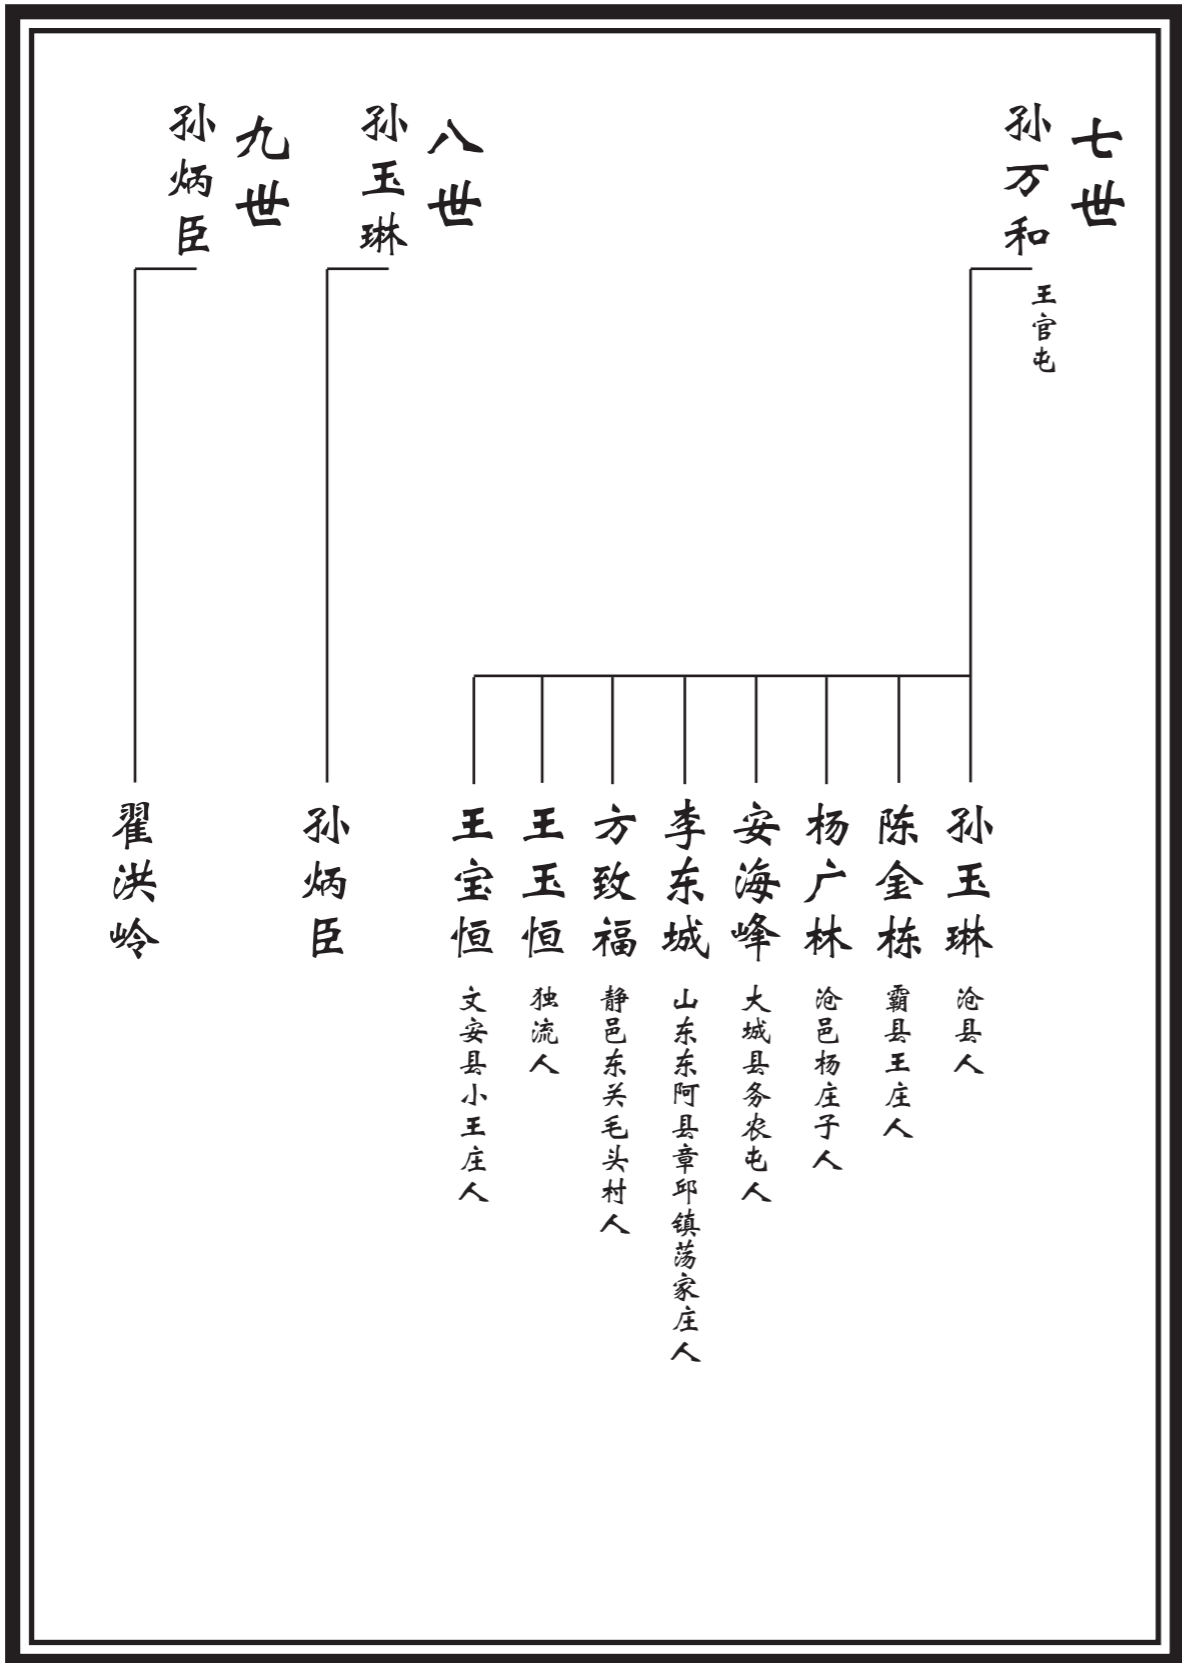 七世
孙万和
王官屯
孙玉琳
沧县人
陈金栋
霸县王庄人
杨广林
沧邑杨庄子人
安海峰
大城县务农屯人
李东城
山东东阿县章邱镇荡家庄人
方致福
静邑东关毛头村人
王玉恒
独流人
王宝恒
文安县小王庄人
八世
孙玉琳
孙炳臣
九世
孙炳臣
翟洪岭